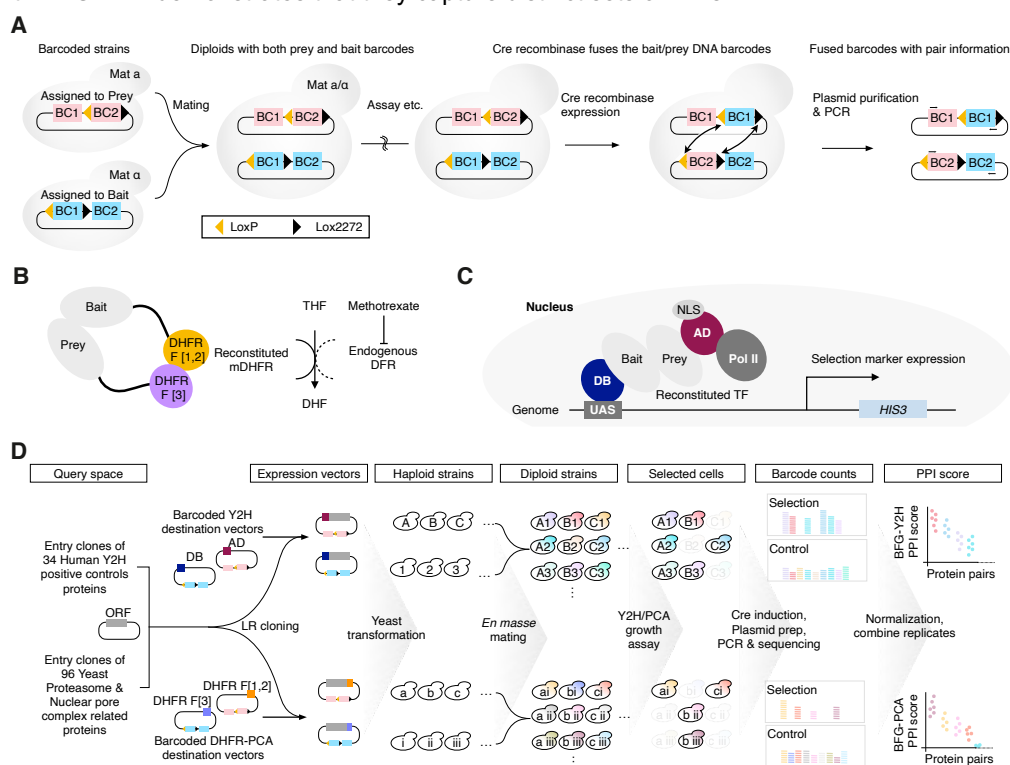 A
Barcoded strains
Diploids with both prey and bait barcodes
Cre recombinase fuses the bait/prey DNA barcodes
Fused barcodes with pair information
Mat a
Assigned to Prey
BC1 BC2
Mat α
Assigned to Bait
BC1 BC2
Mating
Mat a/α
BC1 BC2
BC1 BC2
Assay etc.
BC1 BC2
BC1 BC2
Cre recombinase
expression
BC1 BC1
BC2 BC2
Plasmid purification
& PCR
BC1 BC1
BC2 BC2
LoxP Lox2272
B
Bait
Prey
DHFR
F [1,2]
DHFR
F [3]
Reconstituted
mDHFR
THF
DHF
Methotrexate
Endogenous
DFR
C
Nucleus
NLS
AD
Bait
Prey
Pol II
DB
Reconstituted TF
Selection marker expression
Genome
UAS
HIS3
D
Query space
Expression vectors
Haploid strains
Diploid strains
Selected cells
Barcode counts
PPI score
Entry clones of
34 Human Y2H
positive controls
proteins
ORF
Entry clones of
96 Yeast
Proteasome &
Nuclear pore
complex related
proteins
Barcoded Y2H
destination vectors
AD
DB
LR cloning
DHFR F[1,2]
DHFR F[3]
Barcoded DHFR-PCA
destination vectors
A B C ...
1 2 3 ...
Yeast
transformation
a b c ...
i ii iii ...
A1 B1 C1
A2 B2 C2 ...
A3 B3 C3
En masse
mating
ai bi ci
a ii b ii c ii ...
a iii b iii c iii
A1 B1 C1
A2 B2 C2
A3 B3 C3
Y2H/PCA
growth
assay
ai bi ci
a ii b ii c ii
a iii b iii c iii
Selection
Control
Cre induction,
Plasmid prep,
PCR & sequencing
Selection
Control
BFG-Y2H
PPI score
Protein pairs
Normalization,
combine replicates
BFG-PCA
PPI score
Protein pairs